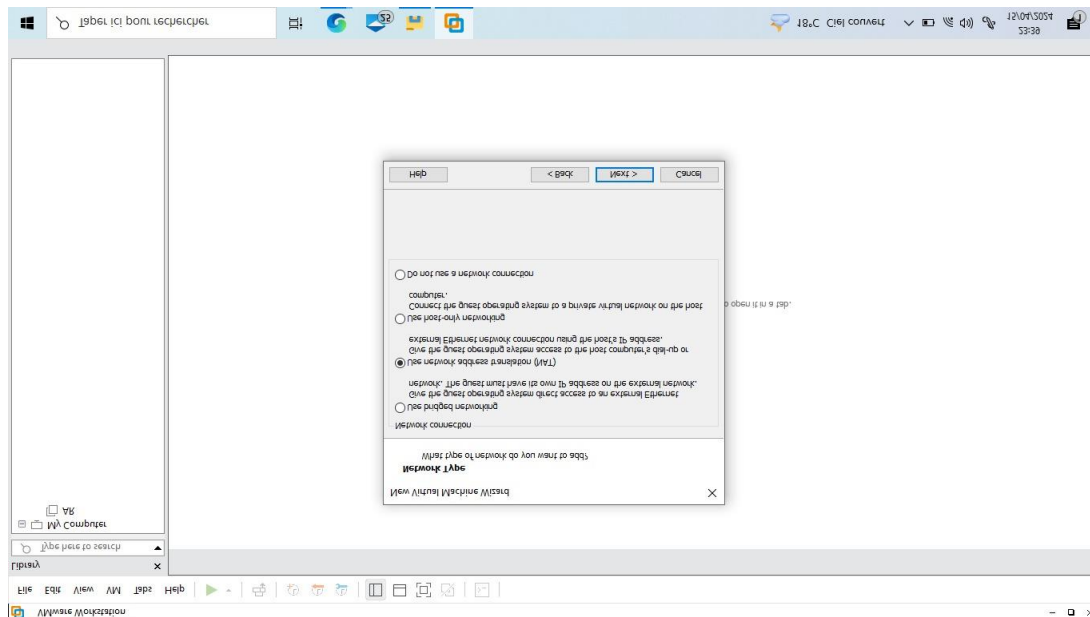 VMware Workstation
File Edit View VM Tabs Help
Library
Type here to search
My Computer
AR
New Virtual Machine Wizard
Network Type
What type of network do you want to add?
Network connection
Use bridged networking
Give the guest operating system direct access to an external Ethernet
network. The guest must have its own IP address on the external network.
Use network address translation (NAT)
Give the guest operating system access to the host computer's dial-up or
external Ethernet network connection using the host's IP address.
Use host-only networking
Connect the guest operating system to a private virtual network on the host
computer.
Do not use a network connection
o open it in a tab.
Help < Back Next > Cancel
Taper ici pour rechercher
25
18°C Ciel couvert
23:39
15/04/2024
1